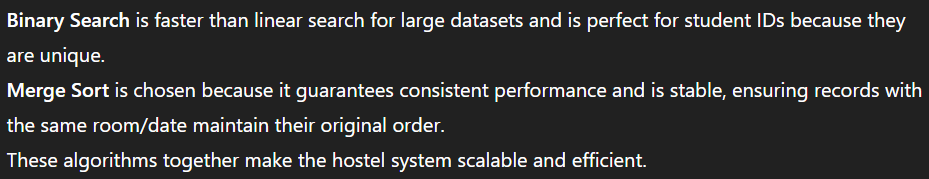 Binary Search is faster than linear search for large datasets and is perfect for student IDs because they
are unique.
Merge Sort is chosen because it guarantees consistent performance and is stable, ensuring records with
the same room/date maintain their original order.
These algorithms together make the hostel system scalable and efficient.